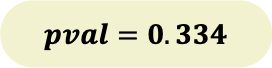 pval = 0.334